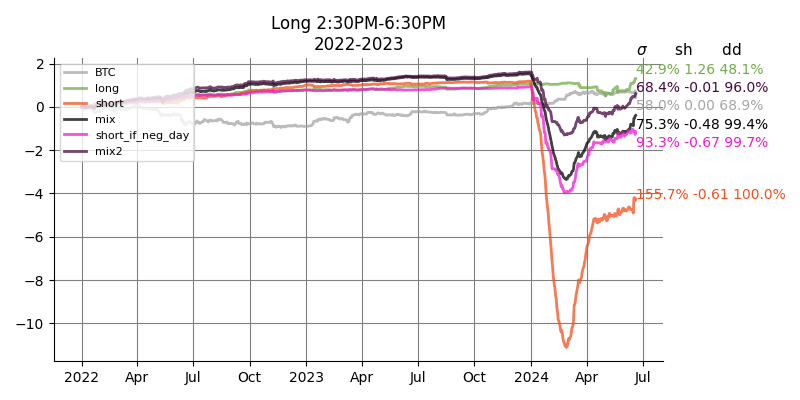 Long 2:30PM-6:30PM
2022-2023
σ sh dd
42.9% 1.26 48.1%
68.4% -0.01 96.0%
58.0% 0.00 68.9%
75.3% -0.48 99.4%
93.3% -0.67 99.7%
155.7% -0.61 100.0%
BTC
long
short
mix
short_if_neg_day
mix2
2
0
−2
−4
−6
−8
−10
2022 Apr Jul Oct 2023 Apr Jul Oct 2024 Apr Jul